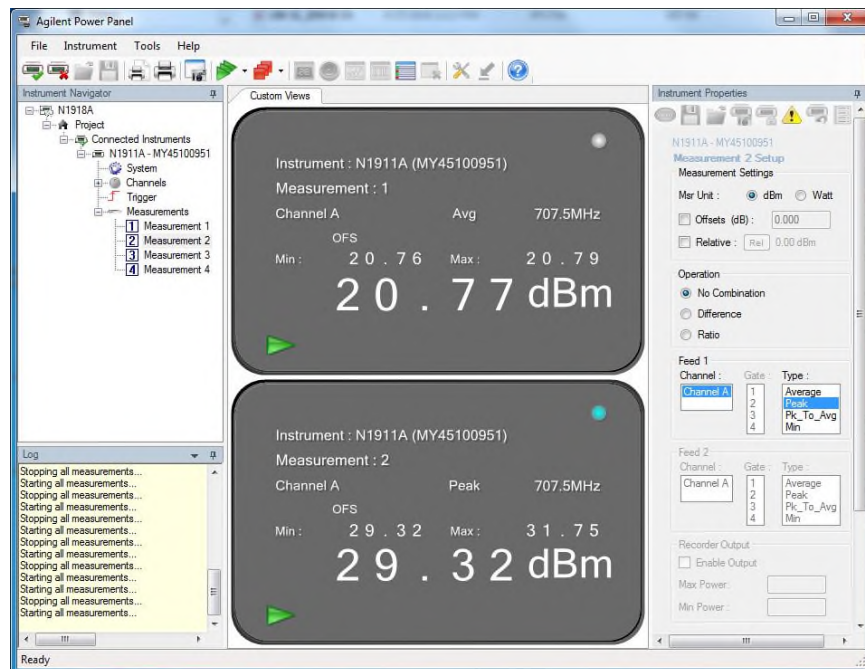 Agilent Power Panel
File Instrument Tools Help
Instrument Navigator
N1918A
Project
Connected Instruments
N1911A - MY45100951
System
Channels
Trigger
Measurements
1 Measurement 1
2 Measurement 2
3 Measurement 3
4 Measurement 4
Log
Stopping all measurements...
Starting all measurements...
Starting all measurements...
Stopping all measurements...
Stopping all measurements...
Starting all measurements...
Stopping all measurements...
Stopping all measurements...
Starting all measurements...
Starting all measurements...
Stopping all measurements...
Stopping all measurements...
Starting all measurements...
Custom Views
Instrument : N1911A (MY45100951)
Measurement : 1
Channel A Avg 707.5MHz
OFS
Min : 20.76 Max : 20.79
20.77 dBm
Instrument : N1911A (MY45100951)
Measurement : 2
Channel A Peak 707.5MHz
OFS
Min : 29.32 Max : 31.75
29.32 dBm
Instrument Properties
N1911A - MY45100951
Measurement 2 Setup
Measurement Settings
Msr Unit : dBm Watt
Offsets (dB) : 0.000
Relative : Rel 0.00 dBm
Operation
No Combination
Difference
Ratio
Feed 1
Channel : Gate : Type :
Channel A 1 Average
2 Peak
3 Pk_To_Avg
4 Min
Feed 2
Channel : Gate : Type :
Channel A 1 Average
2 Peak
3 Pk_To_Avg
4 Min
Recorder Output
Enable Output
Max Power:
Min Power :
Ready